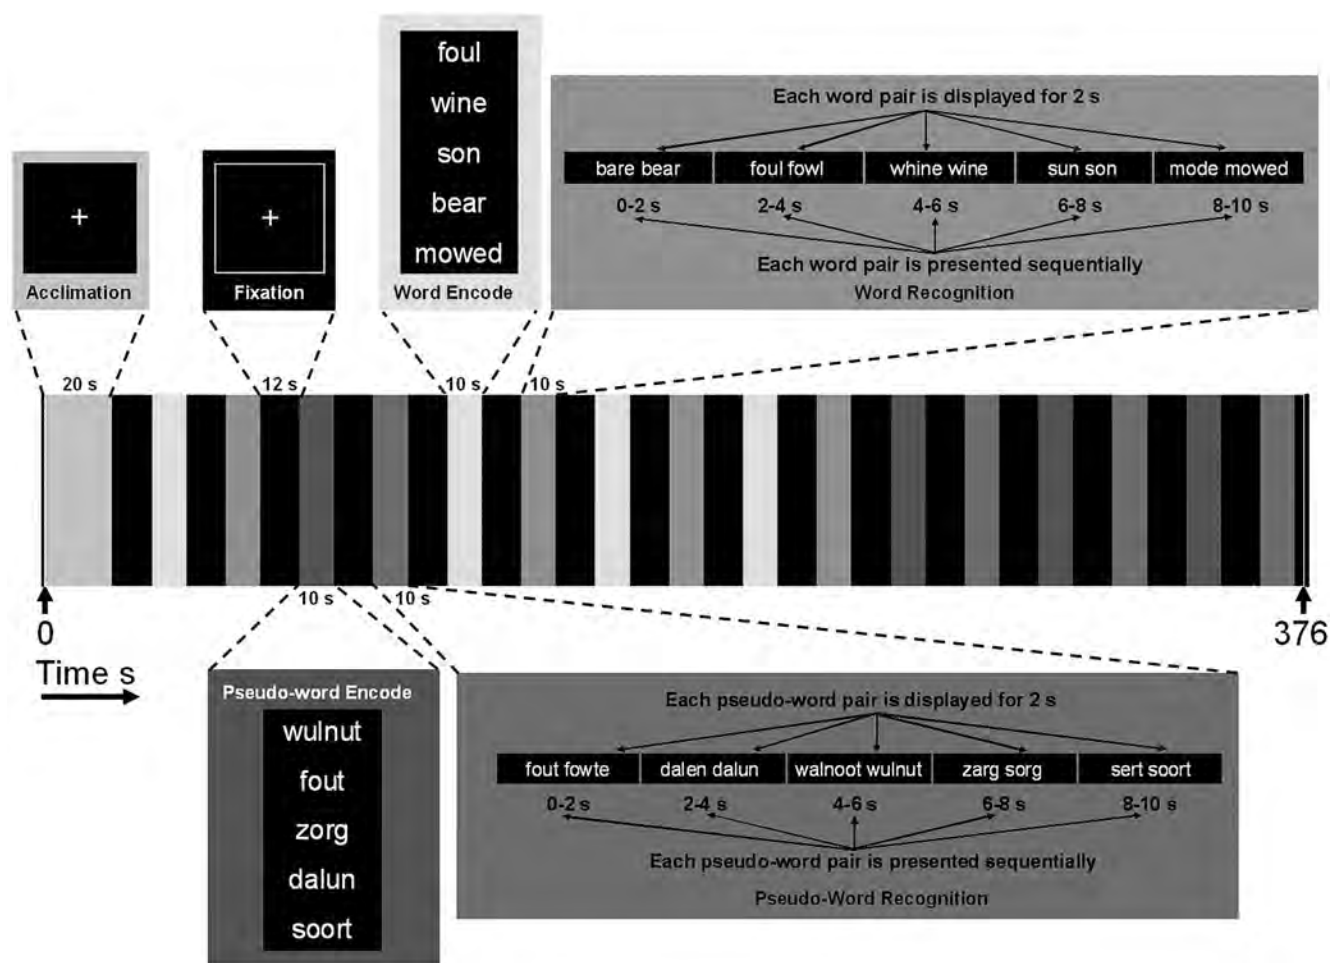 foul
wine
son
bear
mowed
Word Encode
Each word pair is displayed for 2 s
bare bear
foul fowl
whine wine
sun son
mode mowed
0-2 s
2-4 s
4-6 s
6-8 s
8-10 s
Each word pair is presented sequentially
Word Recognition
+
Acclimation
+
Fixation
20 s
12 s
10 s
10 s
10 s
10 s
0
376
Time s
Pseudo-word Encode
wulnut
fout
zorg
dalun
soort
Each pseudo-word pair is displayed for 2 s
fout fowte
dalen dalun
walnoot wulnut
zarg sorg
sert soort
0-2 s
2-4 s
4-6 s
6-8 s
8-10 s
Each pseudo-word pair is presented sequentially
Pseudo-Word Recognition